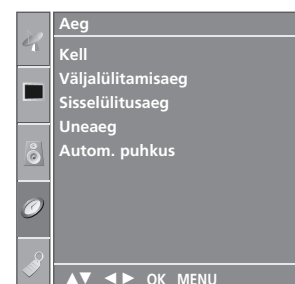 Aeg
Kell
Väljalülitamisaeg
Sisselülitusaeg
Uneaeg
Autom. puhkus
▲▼ ◄► OK MENU